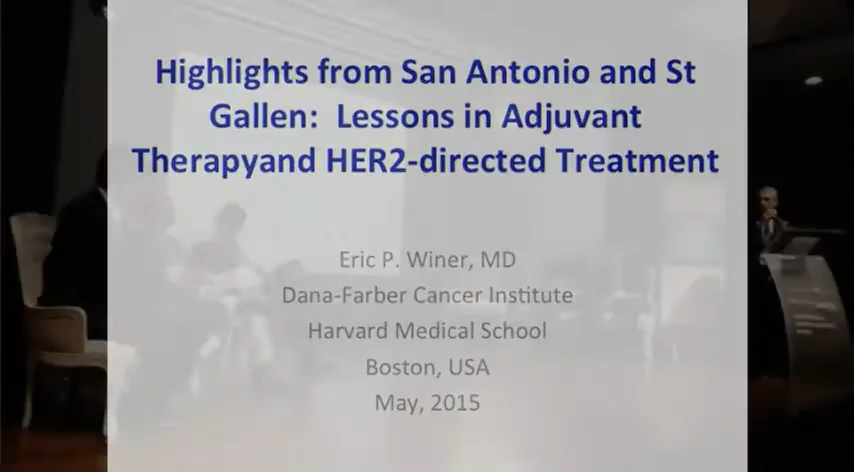 Highlights from San Antonio and St
Gallen: Lessons in Adjuvant
Therapyand HER2-directed Treatment
Eric P. Winer, MD
Dana-Farber Cancer Institute
Harvard Medical School
Boston, USA
May, 2015